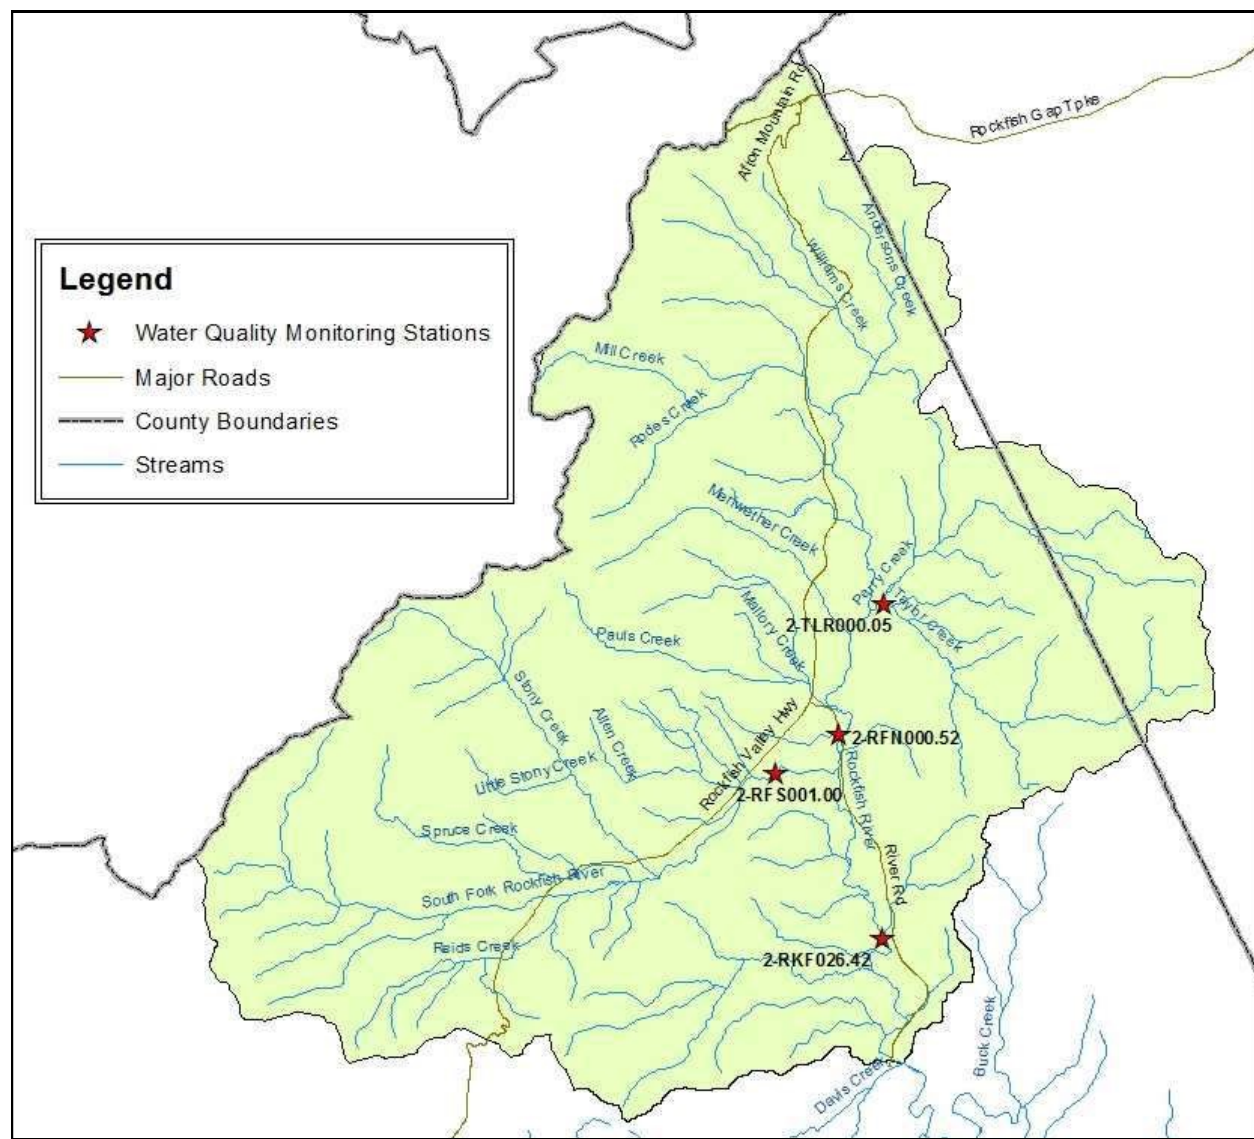 Rockfish Gap Tpke
Afton Mountain Rd
Andersons Creek
Williams Creek
Legend
Water Quality Monitoring Stations
Major Roads
County Boundaries
Streams
Mill Creek
Rodes Creek
Meriwether Creek
Perry Creek
Taylor Creek
2-TLR000.05
Mallory Creek
Pauls Creek
Stony Creek
Allen Creek
Rockfish Valley Hwy
2-RFN000.52
Little Stony Creek
2-RFS001.00
Rockfish River
Spruce Creek
River Rd
South Fork Rockfish River
Reids Creek
2-RKF026.42
Buck Creek
Davis Creek